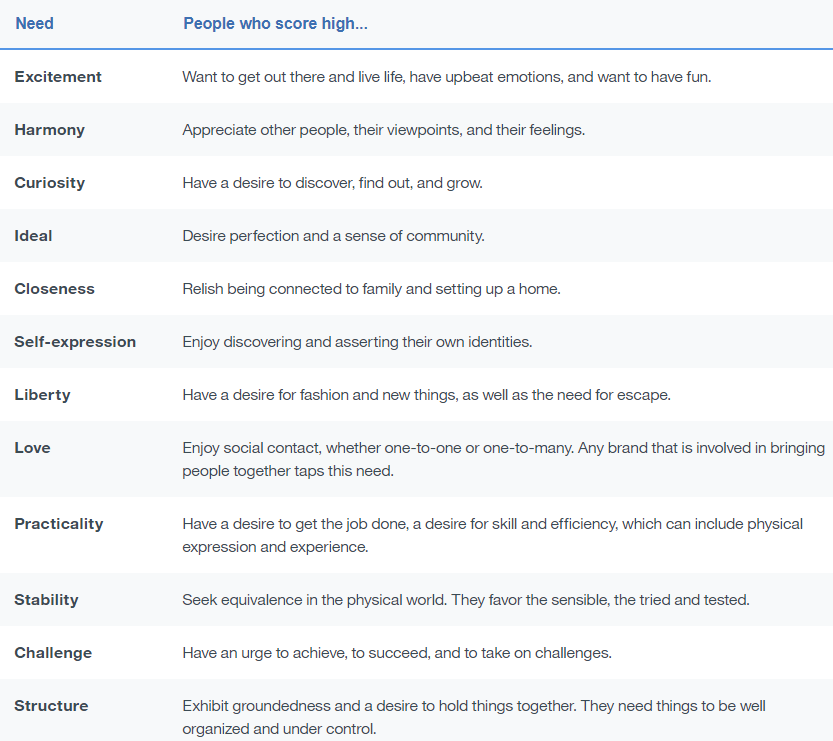 Need People who score high...
Excitement Want to get out there and live life, have upbeat emotions, and want to have fun.
Harmony Appreciate other people, their viewpoints, and their feelings.
Curiosity Have a desire to discover, find out, and grow.
Ideal Desire perfection and a sense of community.
Closeness Relish being connected to family and setting up a home.
Self-expression Enjoy discovering and asserting their own identities.
Liberty Have a desire for fashion and new things, as well as the need for escape.
Love Enjoy social contact, whether one-to-one or one-to-many. Any brand that is involved in bringing
people together taps this need.
Practicality Have a desire to get the job done, a desire for skill and efficiency, which can include physical
expression and experience.
Stability Seek equivalence in the physical world. They favor the sensible, the tried and tested.
Challenge Have an urge to achieve, to succeed, and to take on challenges.
Structure Exhibit groundedness and a desire to hold things together. They need things to be well
organized and under control.